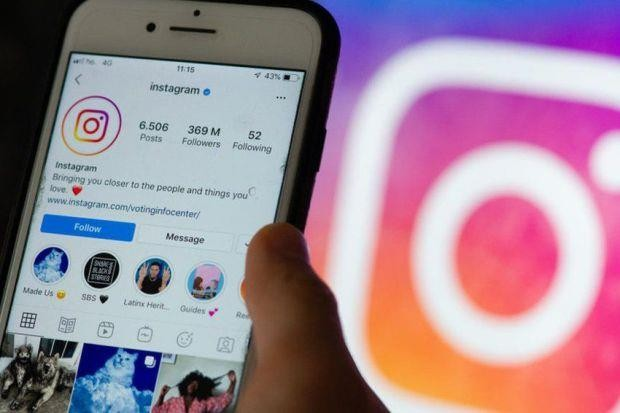 4G 11:15 43%
instagram
6.506 369 M 52
Posts Followers Following
Instagram
Bringing you closer to the people and things you
love. ❤️
www.instagram.com/votinginfocenter/
Follow Message
SHARE BLACK STORIES
Made Us 😊 SBS 🖤 Latinx Herit... Guides 💕